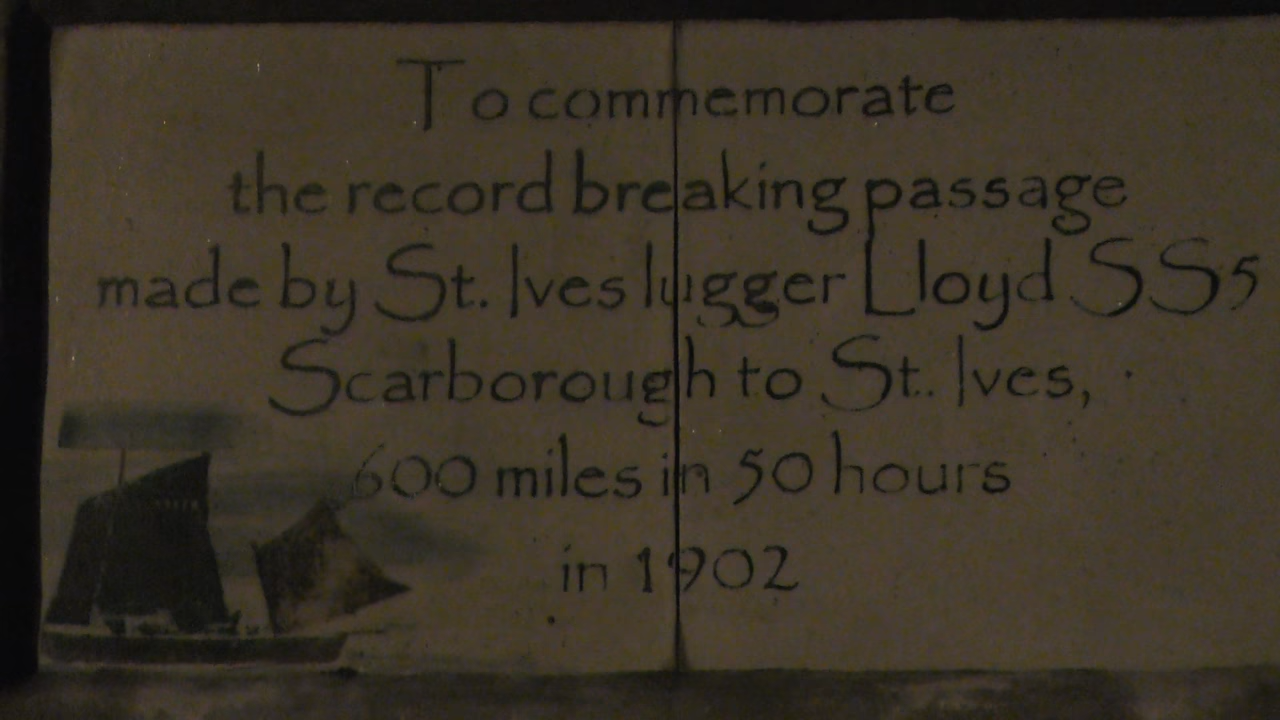 To commemorate
the record breaking passage
made by St. Ives lugger Lloyd SS5
Scarborough to St. Ives,
600 miles in 50 hours
in 1902